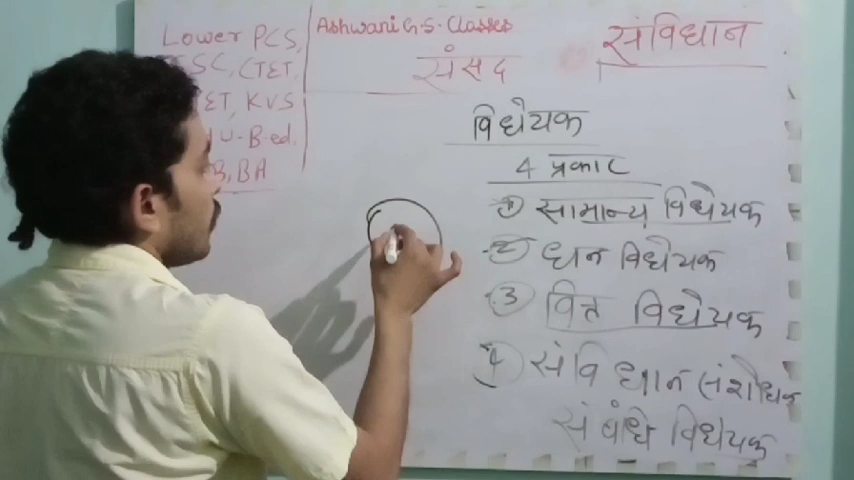 Lower PCS,
SC, CTET,
ET, KVS
U-B-ed.
B, BA
Ashwani G.S. Classes
संसद
संविधान
विधेयक
4 प्रकार
① सामान्य विधेयक
② धन विधेयक
③ वित्त विधेयक
④ संविधान संशोधन
संबंधि विधेयक